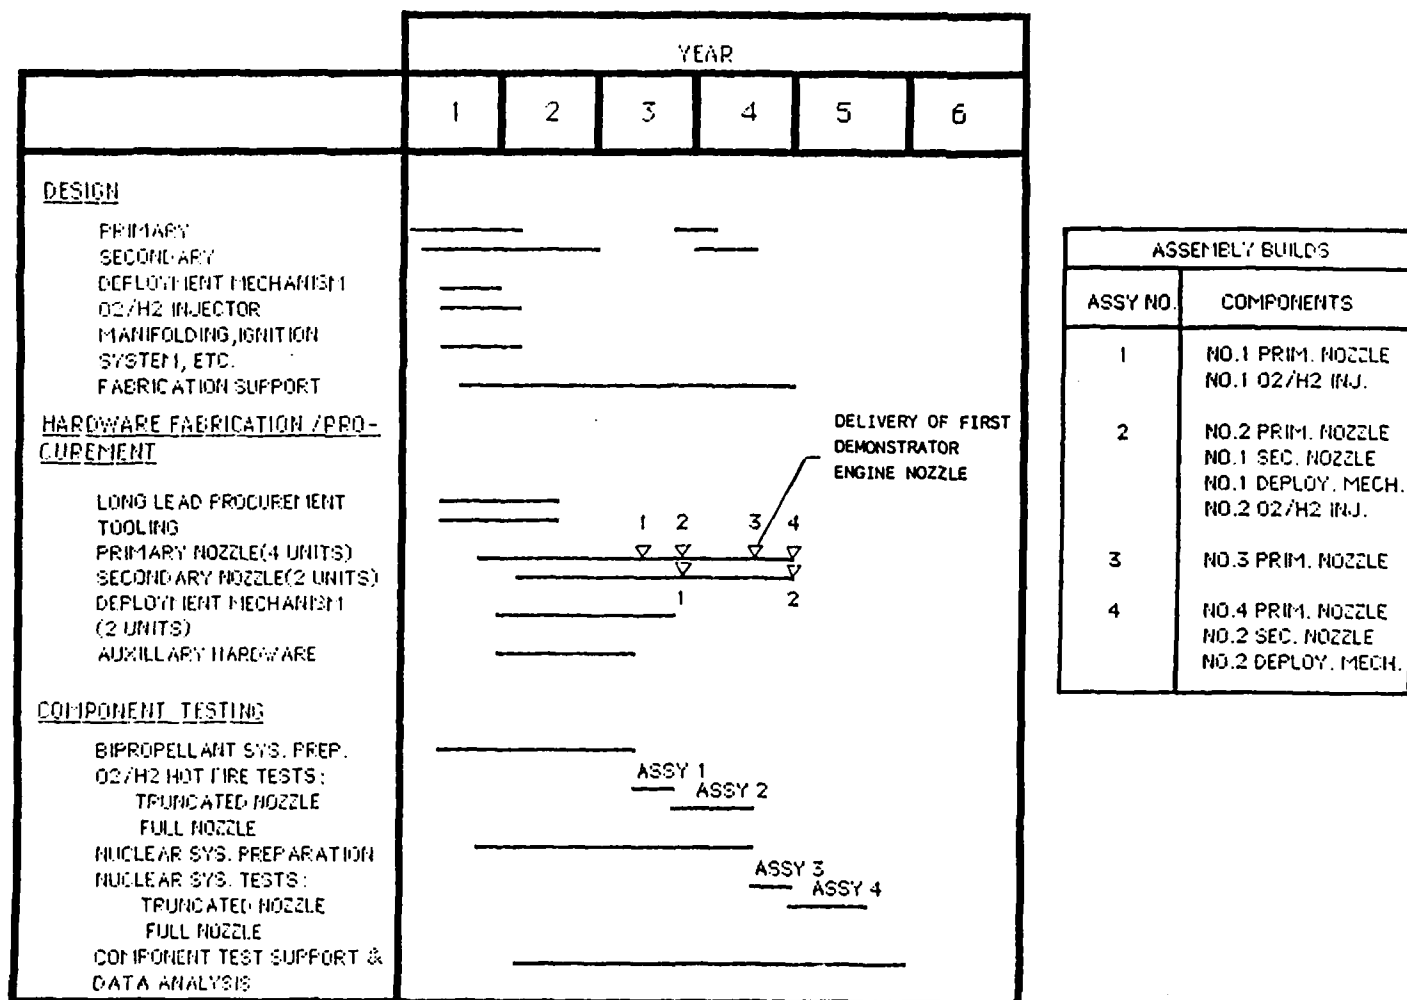 YEAR
1 2 3 4 5 6
DESIGN
PRIMARY
SECONDARY
DEPLOYMENT MECHANISM
O2/H2 INJECTOR
MANIFOLDING,IGNITION
SYSTEM, ETC.
FABRICATION SUPPORT
HARDWARE FABRICATION /PRO-
CUREMENT
DELIVERY OF FIRST
DEMONSTRATOR
ENGINE NOZZLE
LONG LEAD PROCUREMENT
TOOLING
1 2 3 4
PRIMARY NOZZLE(4 UNITS)
SECONDARY NOZZLE(2 UNITS)
1 2
DEPLOYMENT MECHANISM
(2 UNITS)
AUXILLARY HARDWARE
COMPONENT TESTING
BIPROPELLANT SYS. PREP.
O2/H2 HOT FIRE TESTS:
ASSY 1
TRUNCATED NOZZLE
ASSY 2
FULL NOZZLE
NUCLEAR SYS. PREPARATION
NUCLEAR SYS. TESTS:
ASSY 3
TRUNCATED NOZZLE
ASSY 4
FULL NOZZLE
COMPONENT TEST SUPPORT &
DATA ANALYSIS
ASSEMBLY BUILDS
ASSY NO. COMPONENTS
1 NO.1 PRIM. NOZZLE
NO.1 O2/H2 INJ.
2 NO.2 PRIM. NOZZLE
NO.1 SEC. NOZZLE
NO.1 DEPLOY. MECH.
NO.2 O2/H2 INJ.
3 NO.3 PRIM. NOZZLE
4 NO.4 PRIM. NOZZLE
NO.2 SEC. NOZZLE
NO.2 DEPLOY. MECH.